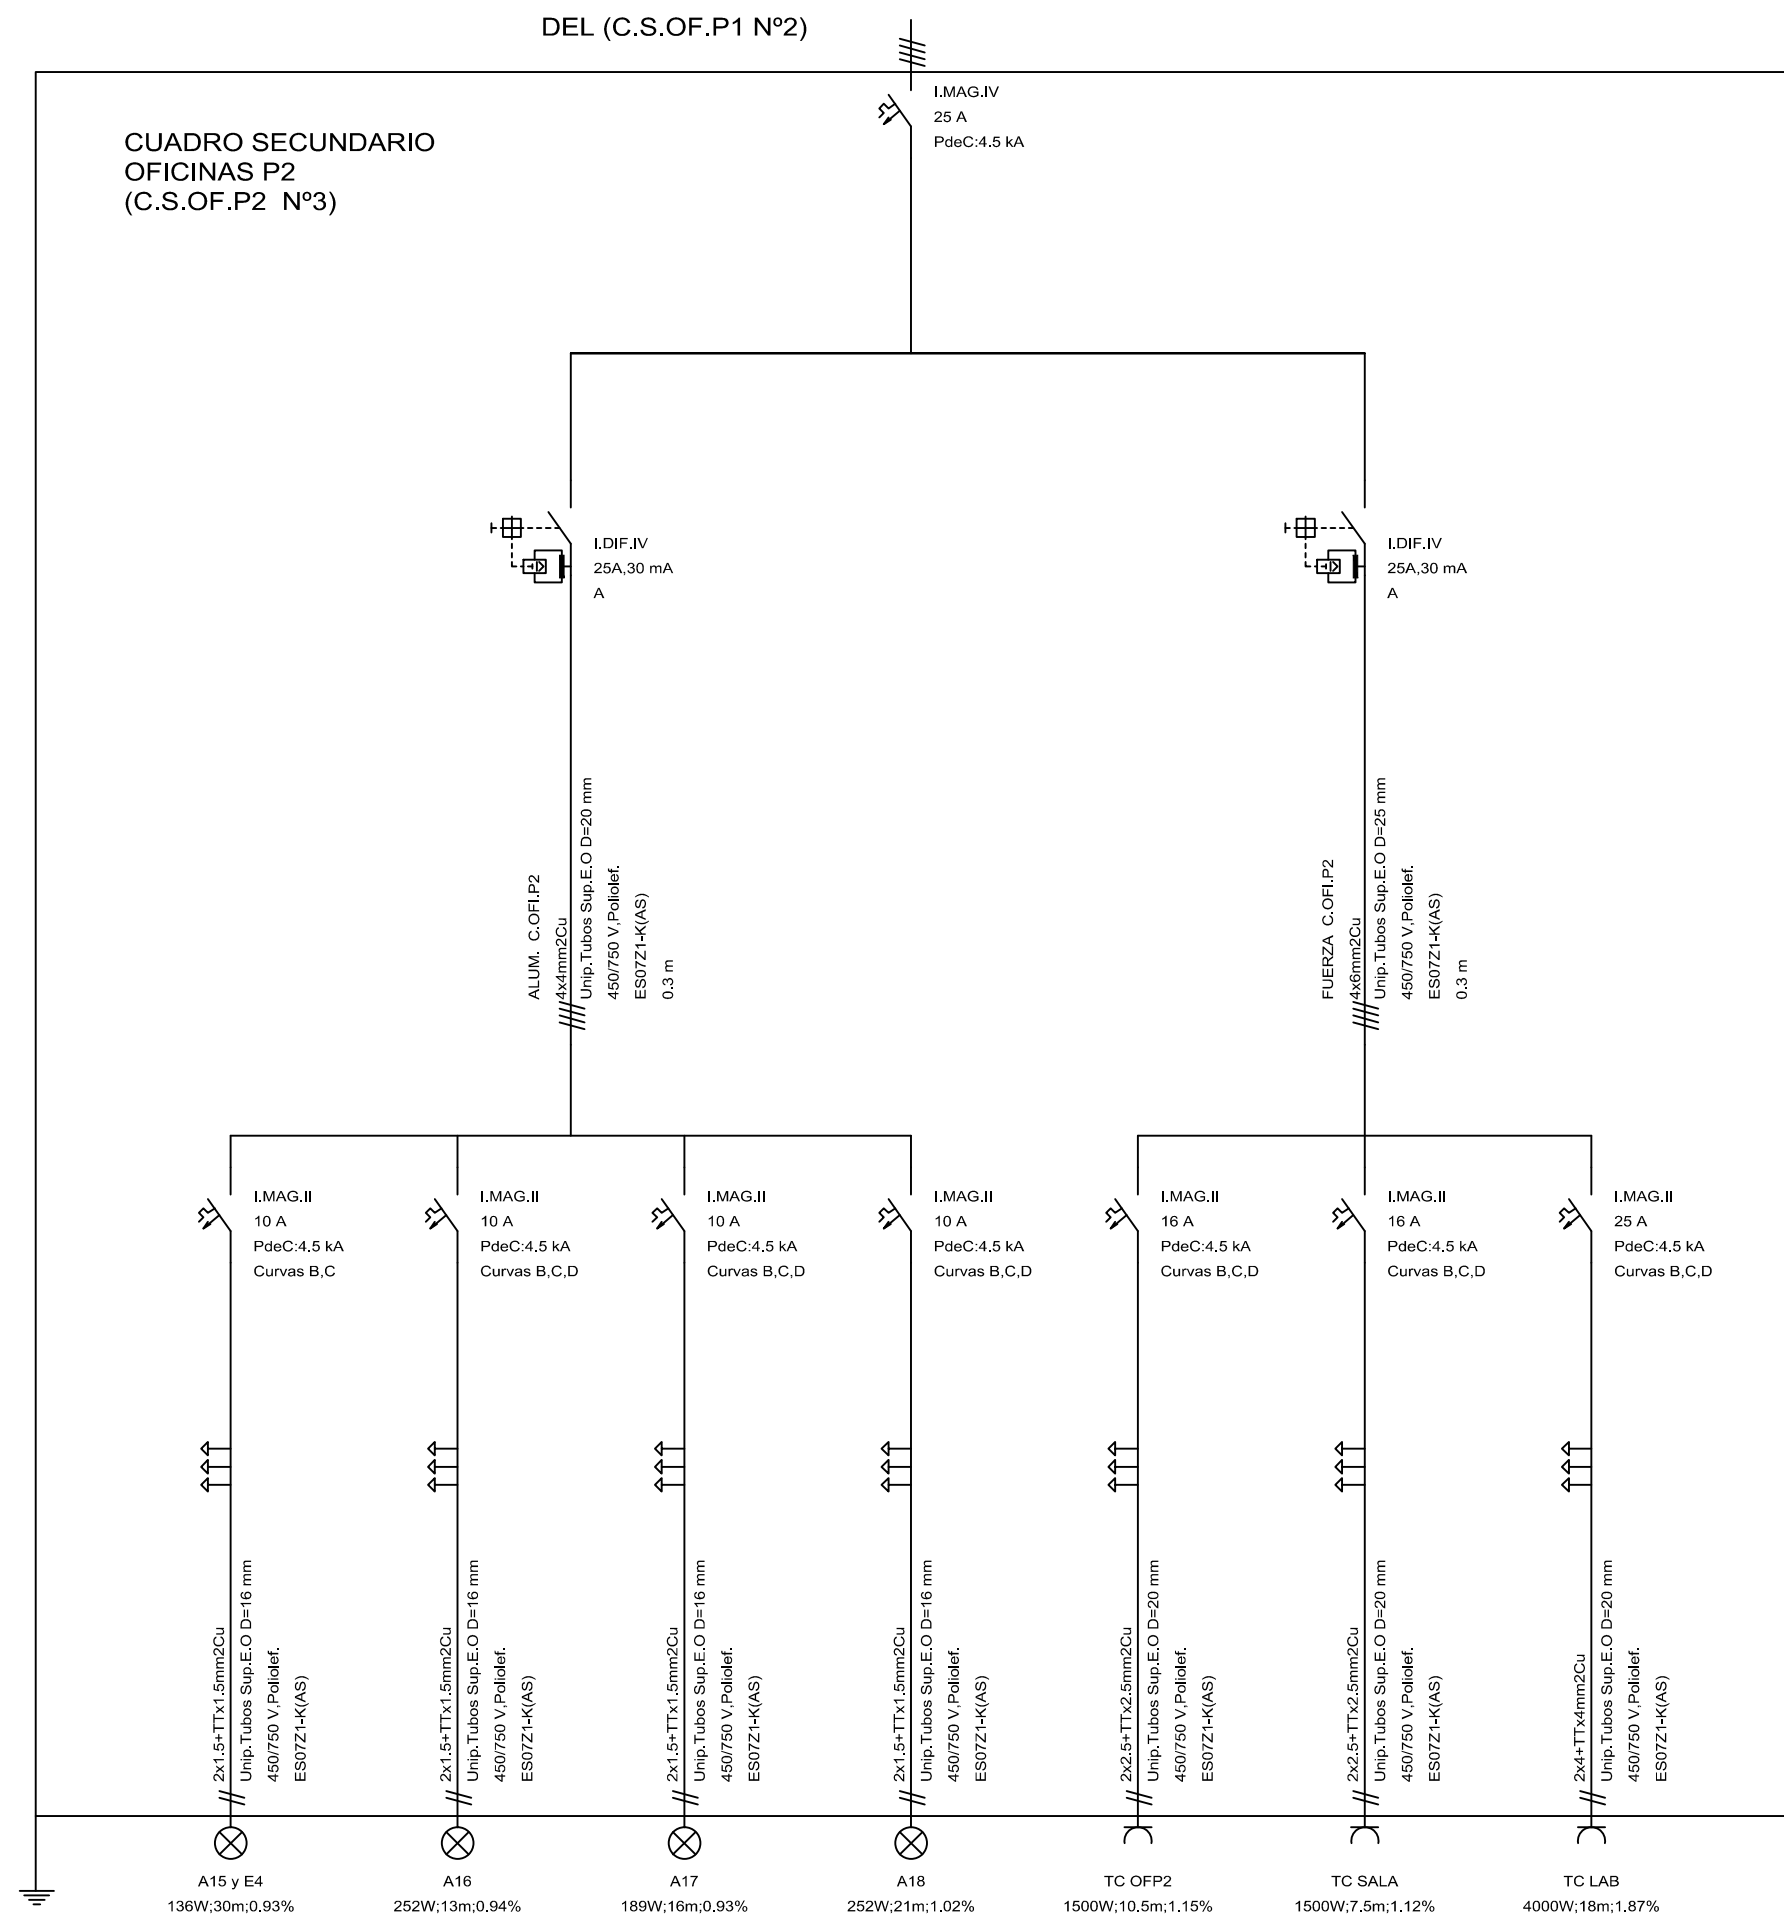 DEL (C.S.OF.P1 Nº2)
I.MAG.IV
25 A
PdeC:4.5 kA
CUADRO SECUNDARIO
OFICINAS P2
(C.S.OF.P2 Nº3)
I.DIF.IV
25A,30 mA
A
I.DIF.IV
25A,30 mA
A
ALUM. C.OFI.P2
4x4mm2Cu
Unip.Tubos Sup.E.O D=20 mm
450/750 V,Poliolef.
ES07Z1-K(AS)
0.3 m
FUERZA C.OFI.P2
4x6mm2Cu
Unip.Tubos Sup.E.O D=25 mm
450/750 V,Poliolef.
ES07Z1-K(AS)
0.3 m
I.MAG.II
10 A
PdeC:4.5 kA
Curvas B,C
I.MAG.II
10 A
PdeC:4.5 kA
Curvas B,C,D
I.MAG.II
10 A
PdeC:4.5 kA
Curvas B,C,D
I.MAG.II
10 A
PdeC:4.5 kA
Curvas B,C,D
I.MAG.II
16 A
PdeC:4.5 kA
Curvas B,C,D
I.MAG.II
16 A
PdeC:4.5 kA
Curvas B,C,D
I.MAG.II
25 A
PdeC:4.5 kA
Curvas B,C,D
2x1.5+TTx1.5mm2Cu
Unip.Tubos Sup.E.O D=16 mm
450/750 V,Poliolef.
ES07Z1-K(AS)
2x1.5+TTx1.5mm2Cu
Unip.Tubos Sup.E.O D=16 mm
450/750 V,Poliolef.
ES07Z1-K(AS)
2x1.5+TTx1.5mm2Cu
Unip.Tubos Sup.E.O D=16 mm
450/750 V,Poliolef.
ES07Z1-K(AS)
2x1.5+TTx1.5mm2Cu
Unip.Tubos Sup.E.O D=16 mm
450/750 V,Poliolef.
ES07Z1-K(AS)
2x2.5+TTx2.5mm2Cu
Unip.Tubos Sup.E.O D=20 mm
450/750 V,Poliolef.
ES07Z1-K(AS)
2x2.5+TTx2.5mm2Cu
Unip.Tubos Sup.E.O D=20 mm
450/750 V,Poliolef.
ES07Z1-K(AS)
2x4+TTx4mm2Cu
Unip.Tubos Sup.E.O D=20 mm
450/750 V,Poliolef.
ES07Z1-K(AS)
A15 y E4
136W;30m;0.93%
A16
252W;13m;0.94%
A17
189W;16m;0.93%
A18
252W;21m;1.02%
TC OFP2
1500W;10.5m;1.15%
TC SALA
1500W;7.5m;1.12%
TC LAB
4000W;18m;1.87%